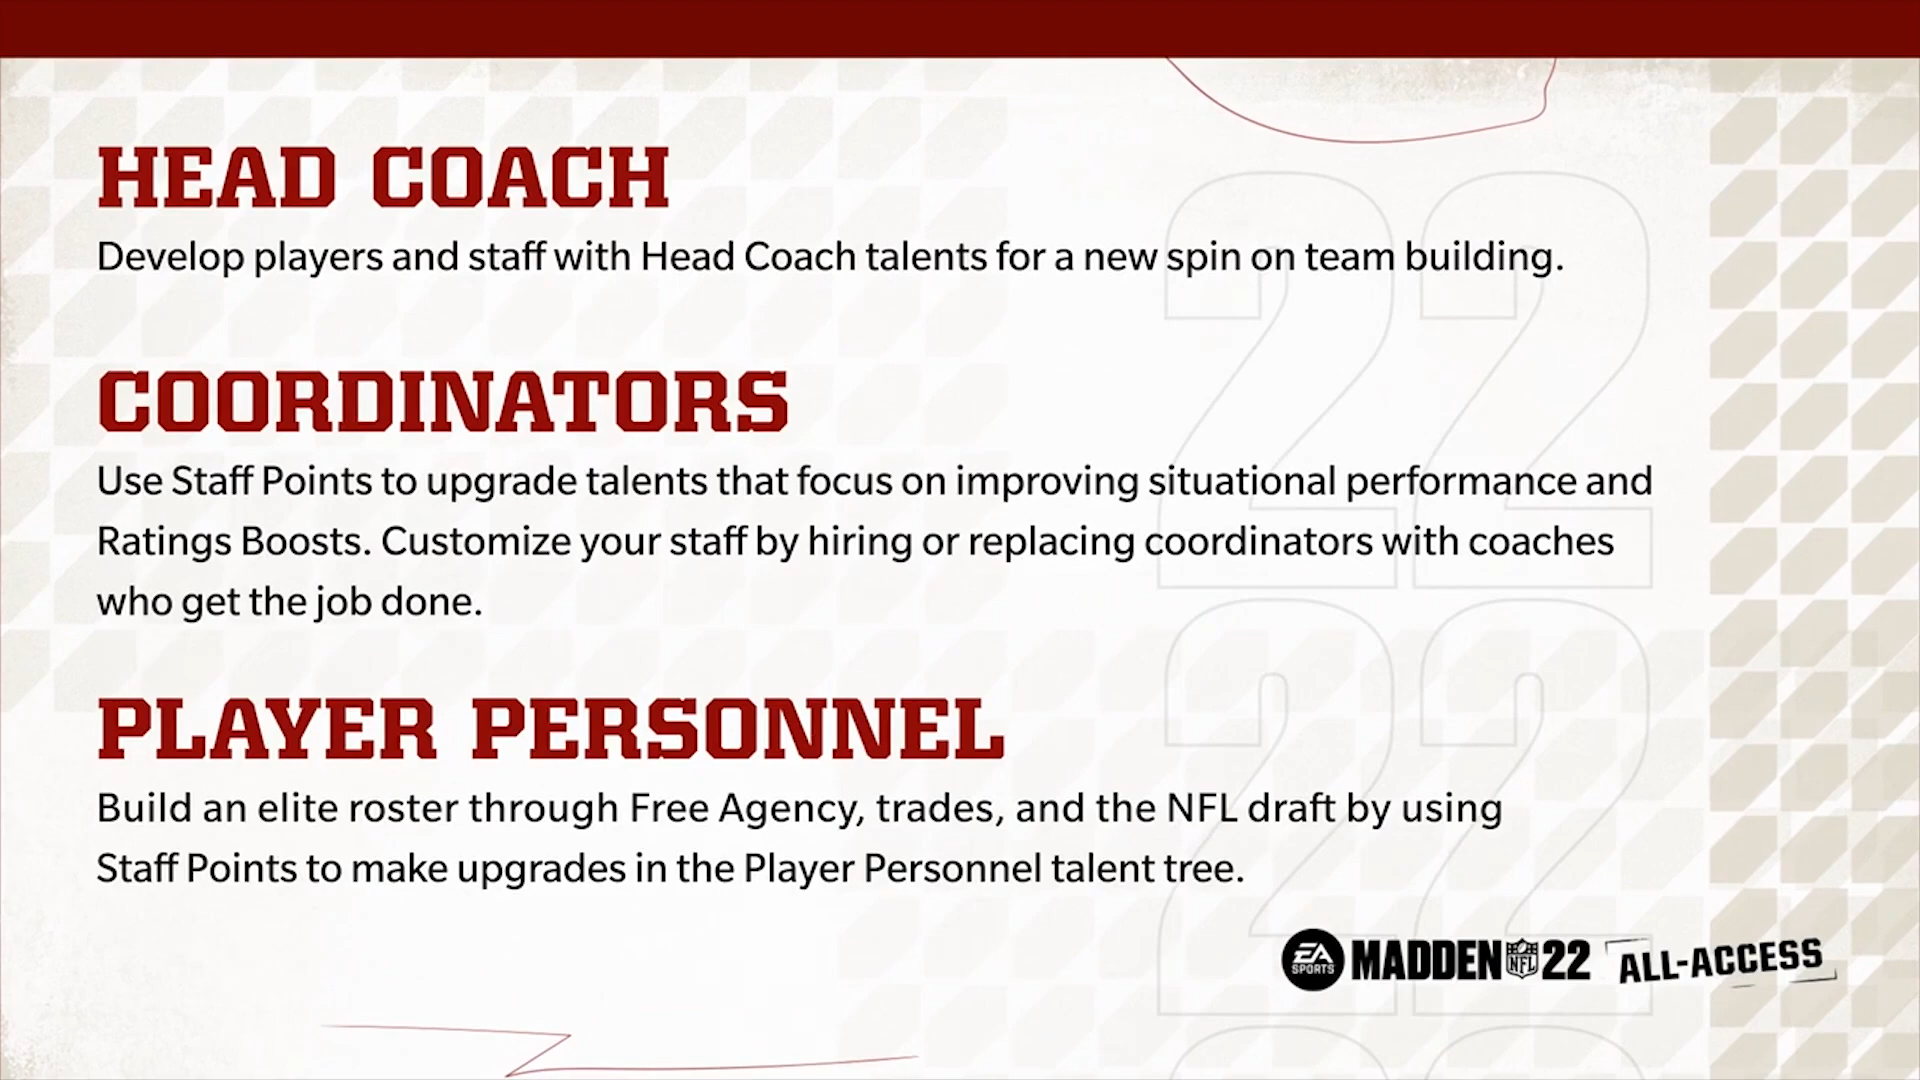 HEAD COACH
Develop players and staff with Head Coach talents for a new spin on team building.
COORDINATORS
Use Staff Points to upgrade talents that focus on improving situational performance and
Ratings Boosts. Customize your staff by hiring or replacing coordinators with coaches
who get the job done.
PLAYER PERSONNEL
Build an elite roster through Free Agency, trades, and the NFL draft by using
Staff Points to make upgrades in the Player Personnel talent tree.
22
22
EA SPORTS MADDEN NFL 22 ALL-ACCESS